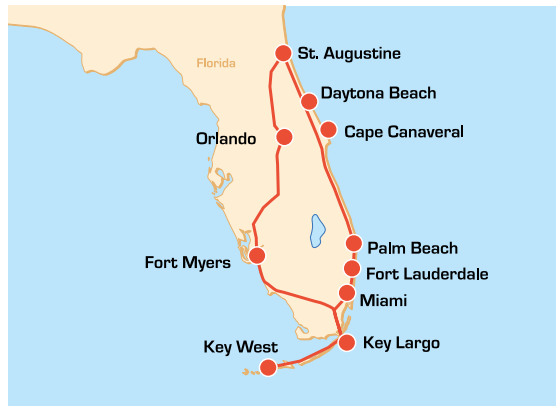 St. Augustine
Florida
Daytona Beach
Cape Canaveral
Orlando
Palm Beach
Fort Myers
Fort Lauderdale
Miami
Key West
Key Largo